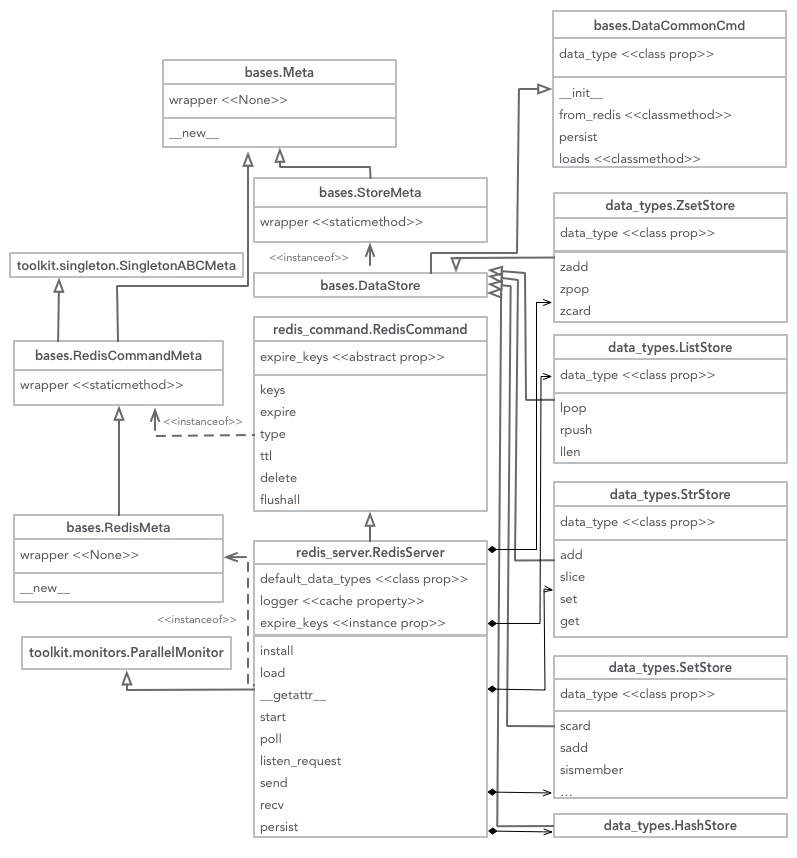 bases.DataCommonCmd
data_type <<class prop>>
__init__
from_redis <<classmethod>>
persist
loads <<classmethod>>
bases.Meta
wrapper <<None>>
__new__
bases.StoreMeta
wrapper <<staticmethod>>
<<instanceof>>
bases.DataStore
toolkit.singleton.SingletonABCMeta
bases.RedisCommandMeta
wrapper <<staticmethod>>
<<instanceof>>
redis_command.RedisCommand
expire_keys <<abstract prop>>
keys
expire
type
ttl
delete
flushall
bases.RedisMeta
wrapper <<None>>
__new__
<<instanceof>>
toolkit.monitors.ParallelMonitor
redis_server.RedisServer
default_data_types <<class prop>>
logger <<cache property>>
expire_keys <<instance prop>>
install
load
__getattr__
start
poll
listen_request
send
recv
persist
data_types.ZsetStore
data_type <<class prop>>
zadd
zpop
zcard
data_types.ListStore
data_type <<class prop>>
lpop
rpush
llen
data_types.StrStore
data_type <<class prop>>
add
slice
set
get
data_types.SetStore
data_type <<class prop>>
scard
sadd
sismember
...
data_types.HashStore